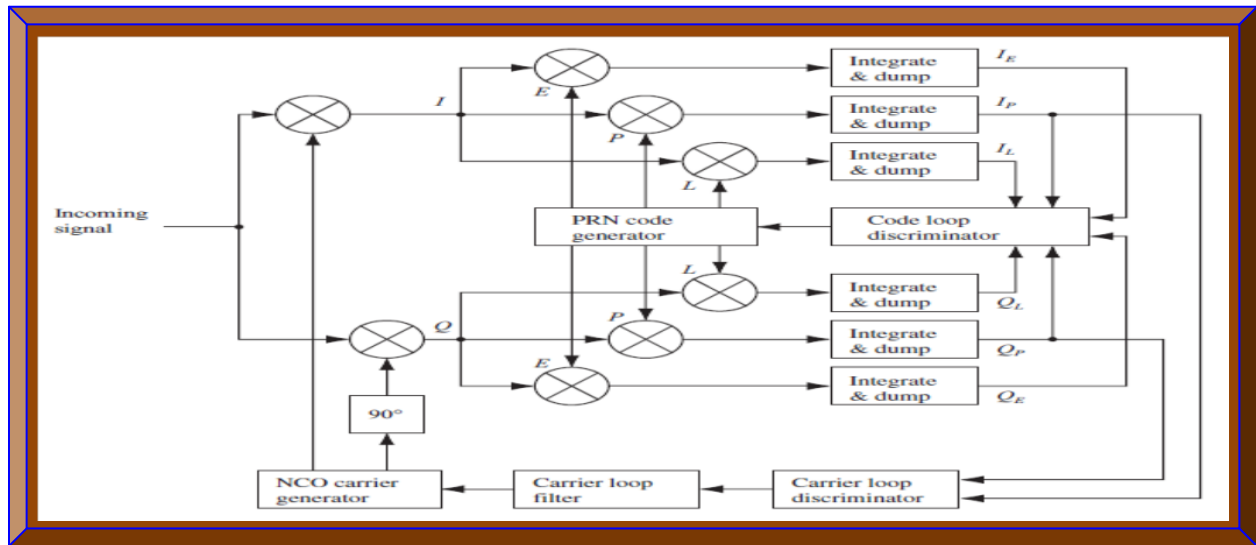 Integrate
& dump
I_E
E
I
Integrate
& dump
I_P
P
Integrate
& dump
I_L
L
Incoming
signal
PRN code
generator
Code loop
discriminator
L
Integrate
& dump
Q_L
Q
P
Integrate
& dump
Q_P
E
Integrate
& dump
Q_E
90°
NCO carrier
generator
Carrier loop
filter
Carrier loop
discriminator